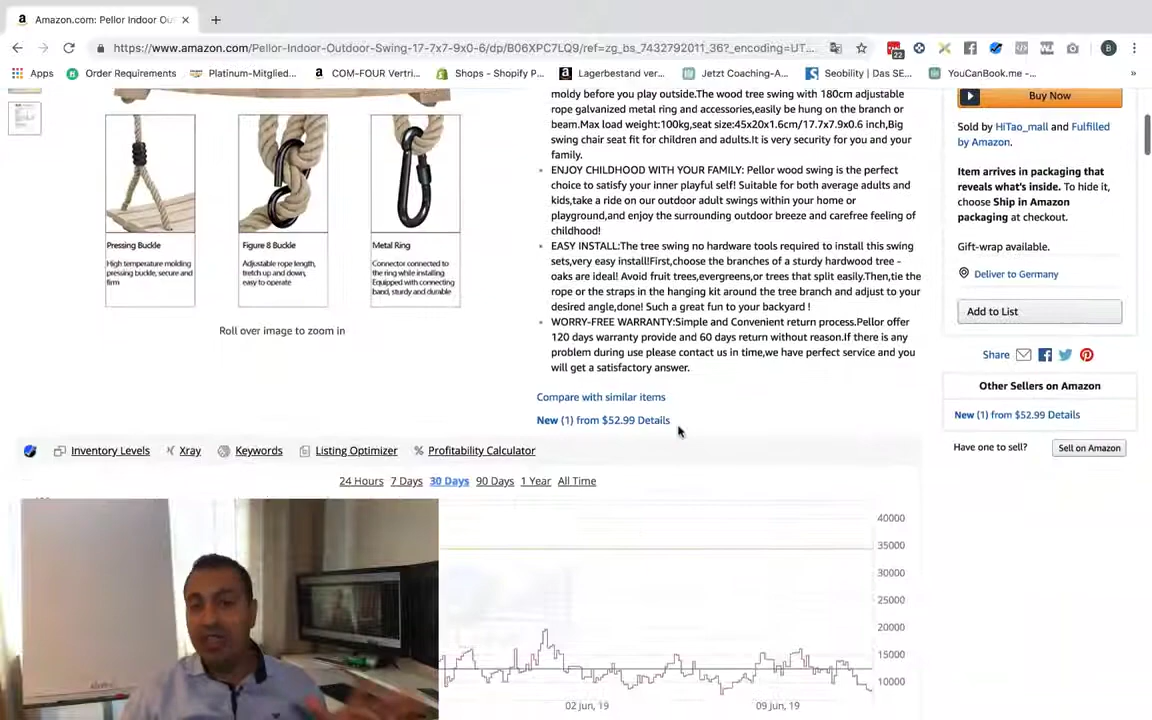 Amazon.com: Pellor Indoor Ou
https://www.amazon.com/Pellor-Indoor-Outdoor-Swing-17-7x7-9x0-6/dp/B06XPC7LQ9/ref=zg_bs_7432792011_36?_encoding=UT...
22
B
Apps
Order Requirements
Platinum-Mitglied...
COM-FOUR Vertri...
Shops - Shopify P...
Lagerbestand ver...
Jetzt Coaching-A...
Seobility | Das SE...
YouCanBook.me –...
»
Pressing Buckle
High temperature molding
pressing buckle, secure and
firm
Figure 8 Buckle
Adjustable rope length,
tretch up and down,
easy to operate
Metal Ring
Connector connected to
the ring while installing
Equipped with connecting
band, sturdy and durable
Roll over image to zoom in
moldy before you play outside.The wood tree swing with 180cm adjustable
rope galvanized metal ring and accessories,easily be hung on the branch or
beam.Max load weight:100kg,seat size:45x20x1.6cm/17.7x7.9x0.6 inch,Big
swing chair seat fit for children and adults.It is very security for you and your
family.
ENJOY CHILDHOOD WITH YOUR FAMILY: Pellor wood swing is the perfect
choice to satisfy your inner playful self! Suitable for both average adults and
kids,take a ride on our outdoor adult swings within your home or
playground,and enjoy the surrounding outdoor breeze and carefree feeling of
childhood!
EASY INSTALL:The tree swing no hardware tools required to install this swing
sets,very easy install!First,choose the branches of a sturdy hardwood tree -
oaks are ideal! Avoid fruit trees,evergreens,or trees that split easily.Then,tie the
rope or the straps in the hanging kit around the tree branch and adjust to your
desired angle,done! Such a great fun to your backyard !
WORRY-FREE WARRANTY:Simple and Convenient return process.Pellor offer
120 days warranty provide and 60 days return without reason.If there is any
problem during use please contact us in time,we have perfect service and you
will get a satisfactory answer.
Compare with similar items
New (1) from $52.99 Details
Buy Now
Sold by HiTao_mall and Fulfilled
by Amazon.
Item arrives in packaging that
reveals what's inside. To hide it,
choose Ship in Amazon
packaging at checkout.
Gift-wrap available.
Deliver to Germany
Add to List
Share
Other Sellers on Amazon
New (1) from $52.99 Details
Have one to sell?
Sell on Amazon
Inventory Levels
Xray
Keywords
Listing Optimizer
Profitability Calculator
24 Hours
7 Days
30 Days
90 Days
1 Year
All Time
40000
35000
30000
25000
20000
15000
10000
02 jun, 19
09 jun, 19